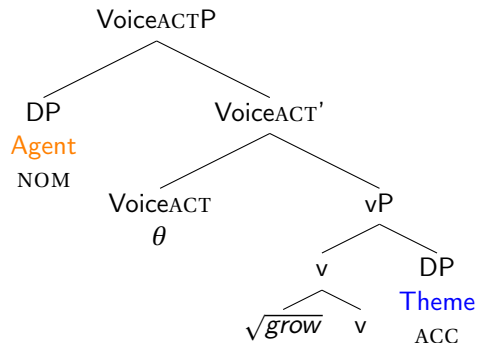 VoiceACTP
DP VoiceACT'
Agent
NOM
VoiceACT vP
θ
v DP
Theme
√grow v
ACC